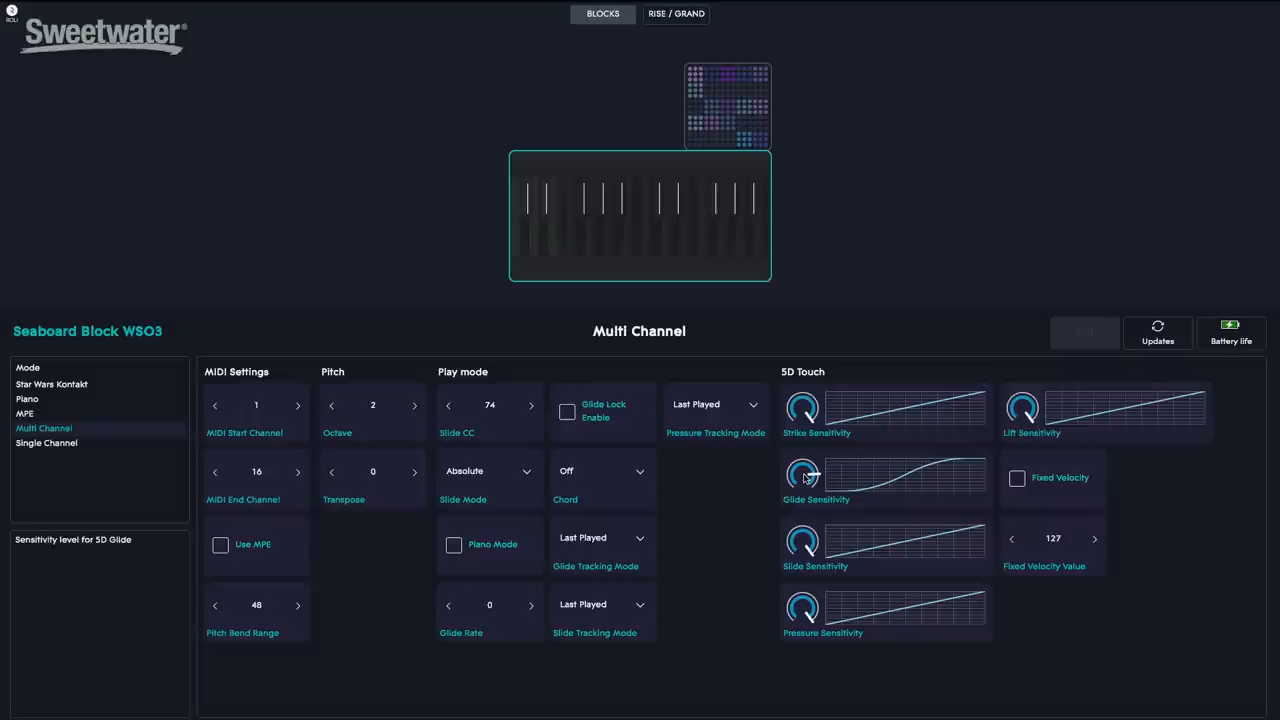 ROLI
Sweetwater®
BLOCKS
RISE / GRAND
Seaboard Block WSO3
Multi Channel
Updates
Battery life
Mode
Star Wars Kontakt
Piano
MPE
Multi Channel
Single Channel
Sensitivity level for 5D Glide
MIDI Settings
Pitch
Play mode
5D Touch
1
MIDI Start Channel
2
Octave
74
Slide CC
Glide Lock
Enable
Last Played
Pressure Tracking Mode
Strike Sensitivity
Lift Sensitivity
16
MIDI End Channel
0
Transpose
Absolute
Slide Mode
Off
Chord
Glide Sensitivity
Fixed Velocity
Use MPE
Piano Mode
Last Played
Glide Tracking Mode
Slide Sensitivity
127
Fixed Velocity Value
48
Pitch Bend Range
0
Glide Rate
Last Played
Slide Tracking Mode
Pressure Sensitivity